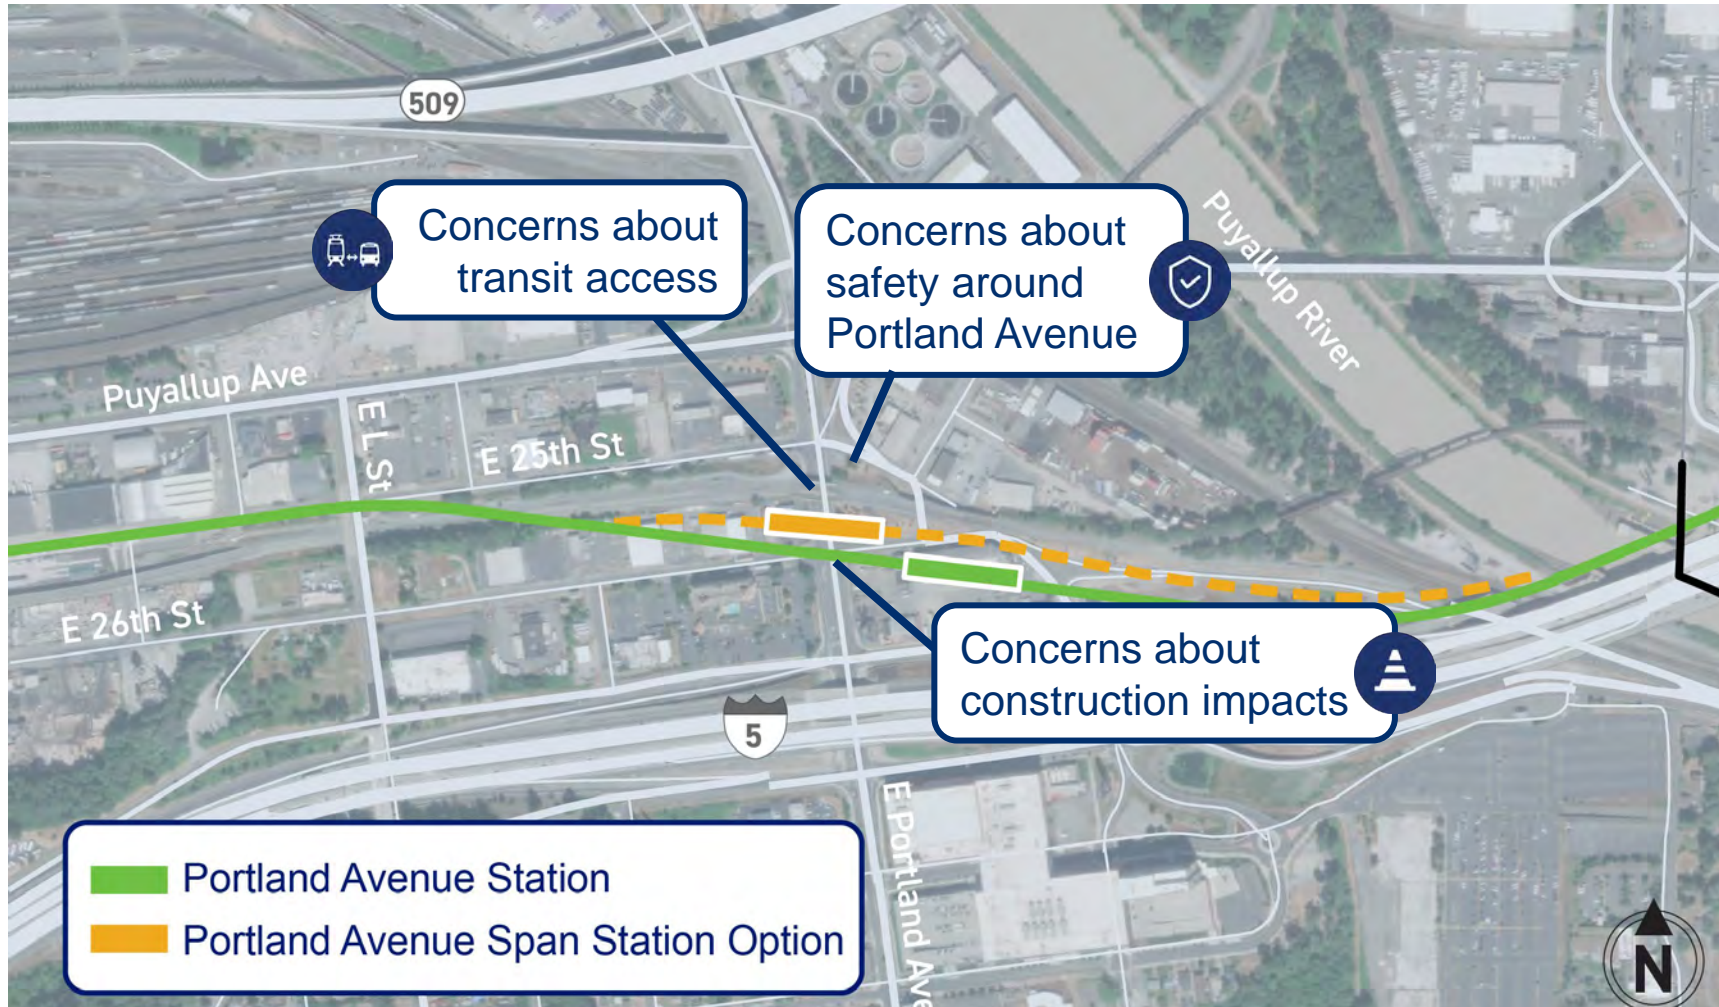 509
Concerns about
transit access
Concerns about
safety around
Portland Avenue
Puyallup River
Puyallup Ave
E L St
E 25th St
E 26th St
Concerns about
construction impacts
5
E Portland Ave
Portland Avenue Station
Portland Avenue Span Station Option
N